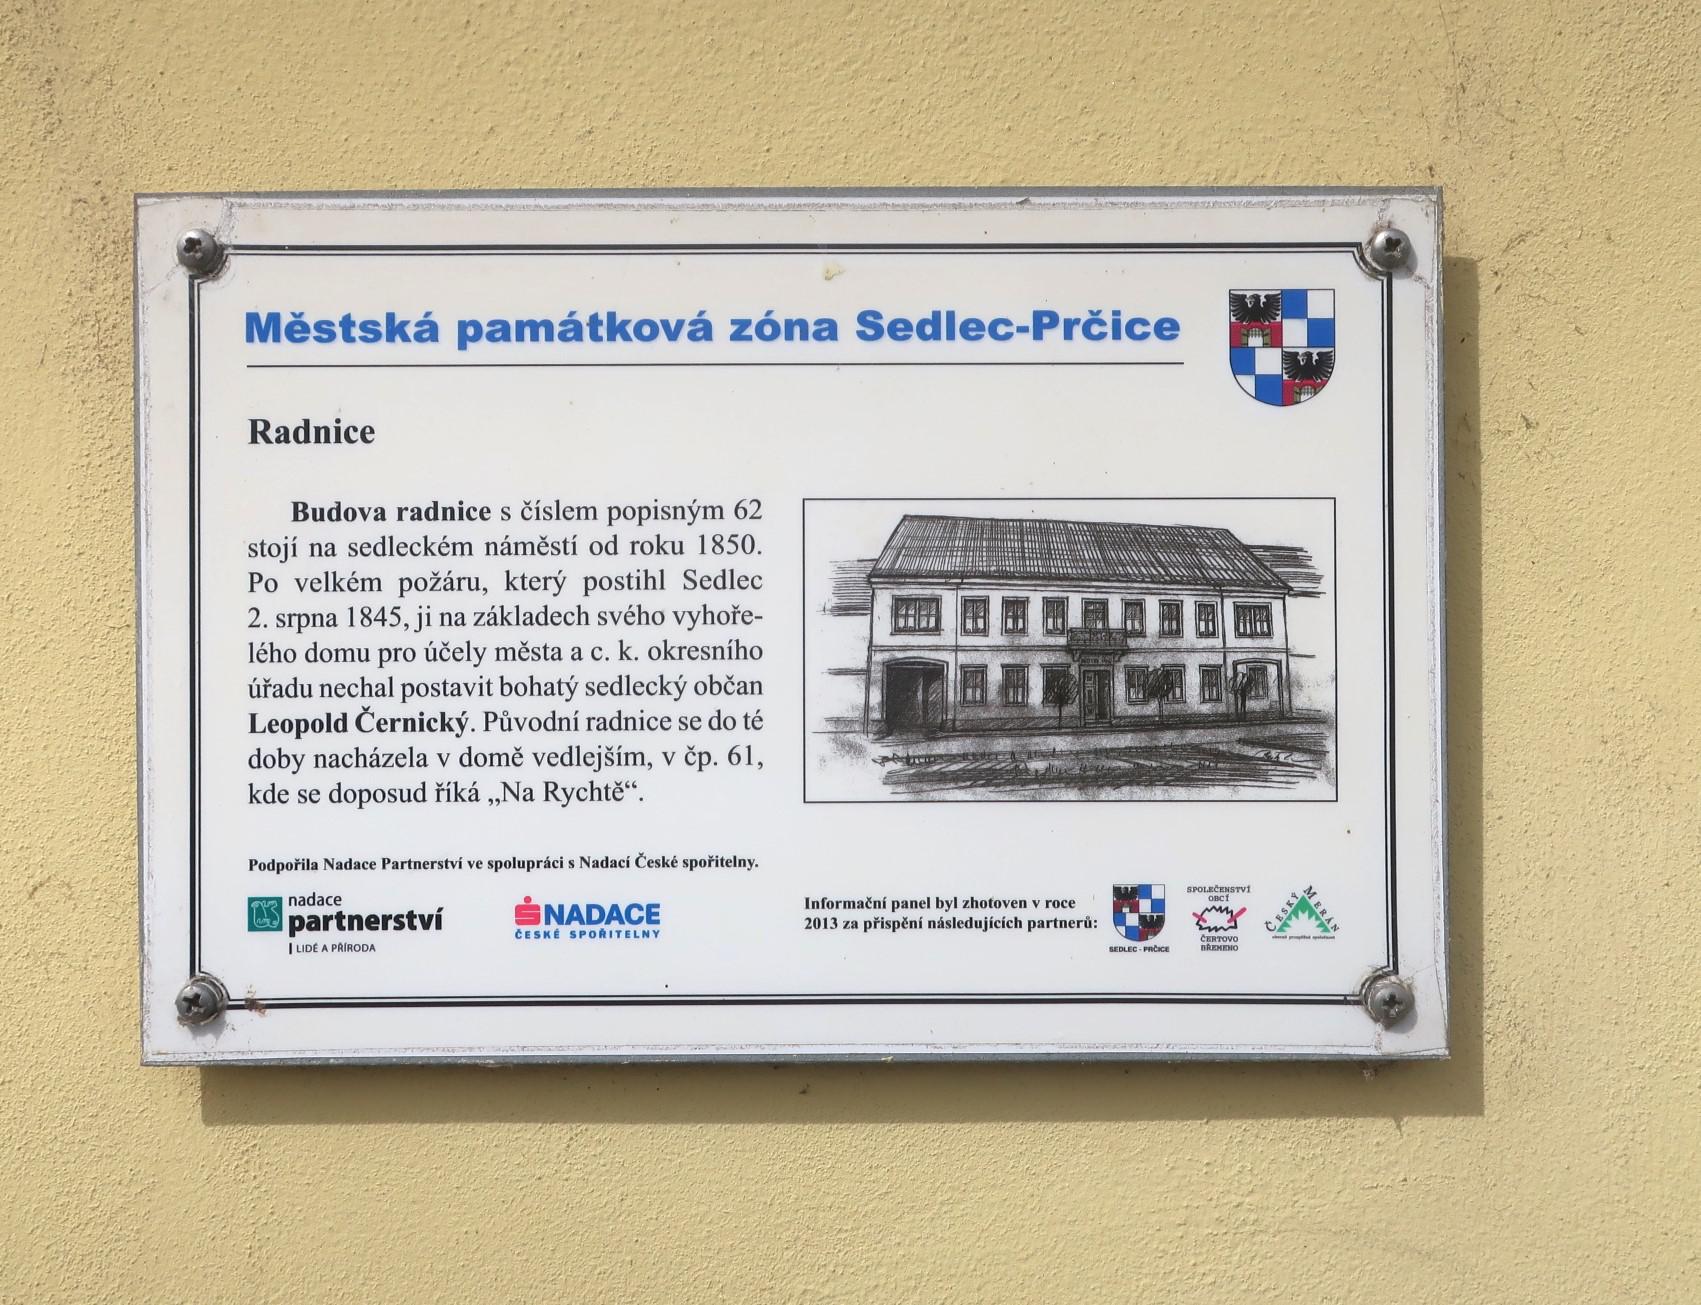 Městská památková zóna Sedlec-Prčice
Radnice
Budova radnice s číslem popisným 62
stojí na sedleckém náměstí od roku 1850.
Po velkém požáru, který postihl Sedlec
2. srpna 1845, ji na základech svého vyhoře-
lého domu pro účely města a c. k. okresního
úřadu nechal postavit bohatý sedlecký občan
Leopold Černický. Původní radnice se do té
doby nacházela v domě vedlejším, v čp. 61,
kde se doposud říká „Na Rychtě“.
Podpořila Nadace Partnerství ve spolupráci s Nadací České spořitelny.
nadace
partnerství
LIDÉ A PŘÍRODA
NADACE
ČESKÉ SPOŘITELNY
Informační panel byl zhotoven v roce
2013 za přispění následujících partnerů:
SEDLEC - PRČICE
SPOLEČENSTVÍ
OBCÍ
ČERTOVO
BŘEMENO
ČESKÝ MERÁN